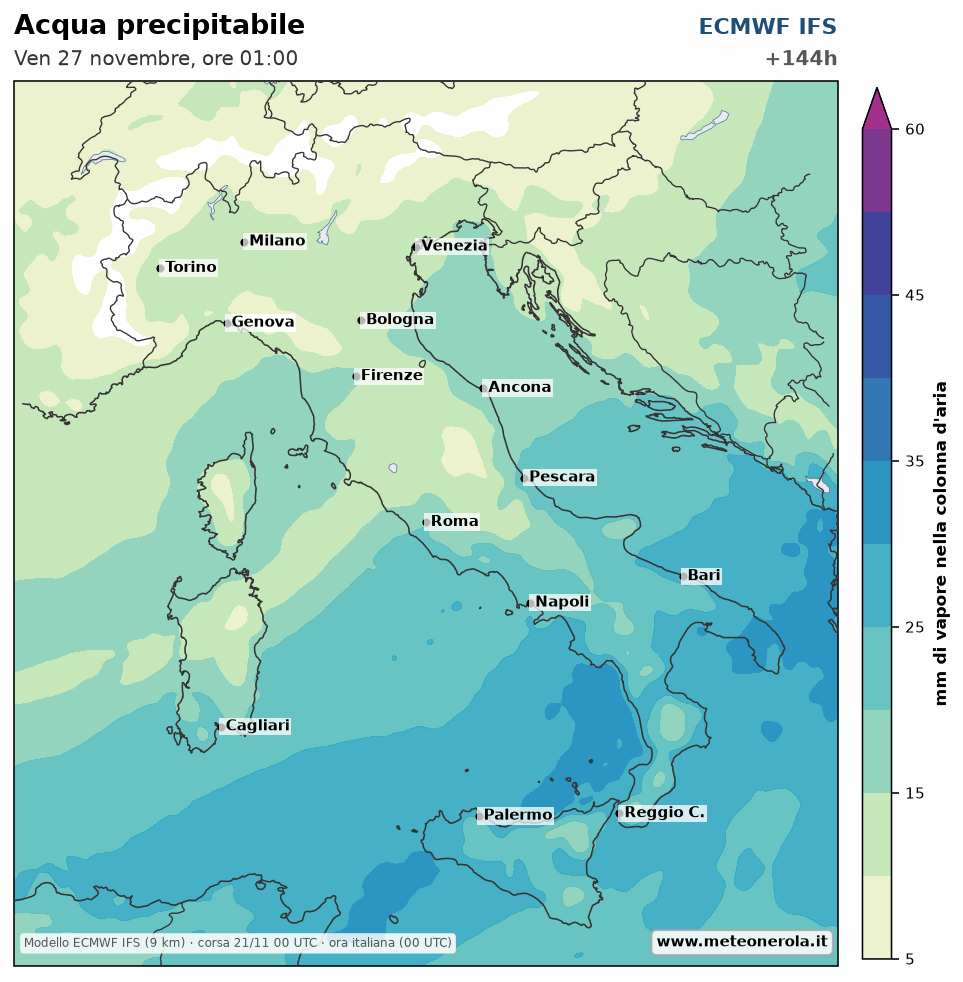 Acqua precipitabile
ECMWF IFS
Ven 27 novembre, ore 01:00
+144h
Milano
Venezia
Torino
Genova
Bologna
Firenze
Ancona
Pescara
Roma
Bari
Napoli
Cagliari
Palermo
Reggio C.
60
45
35
25
15
5
mm di vapore nella colonna d'aria
Modello ECMWF IFS (9 km) · corsa 21/11 00 UTC · ora italiana (00 UTC)
www.meteonerola.it